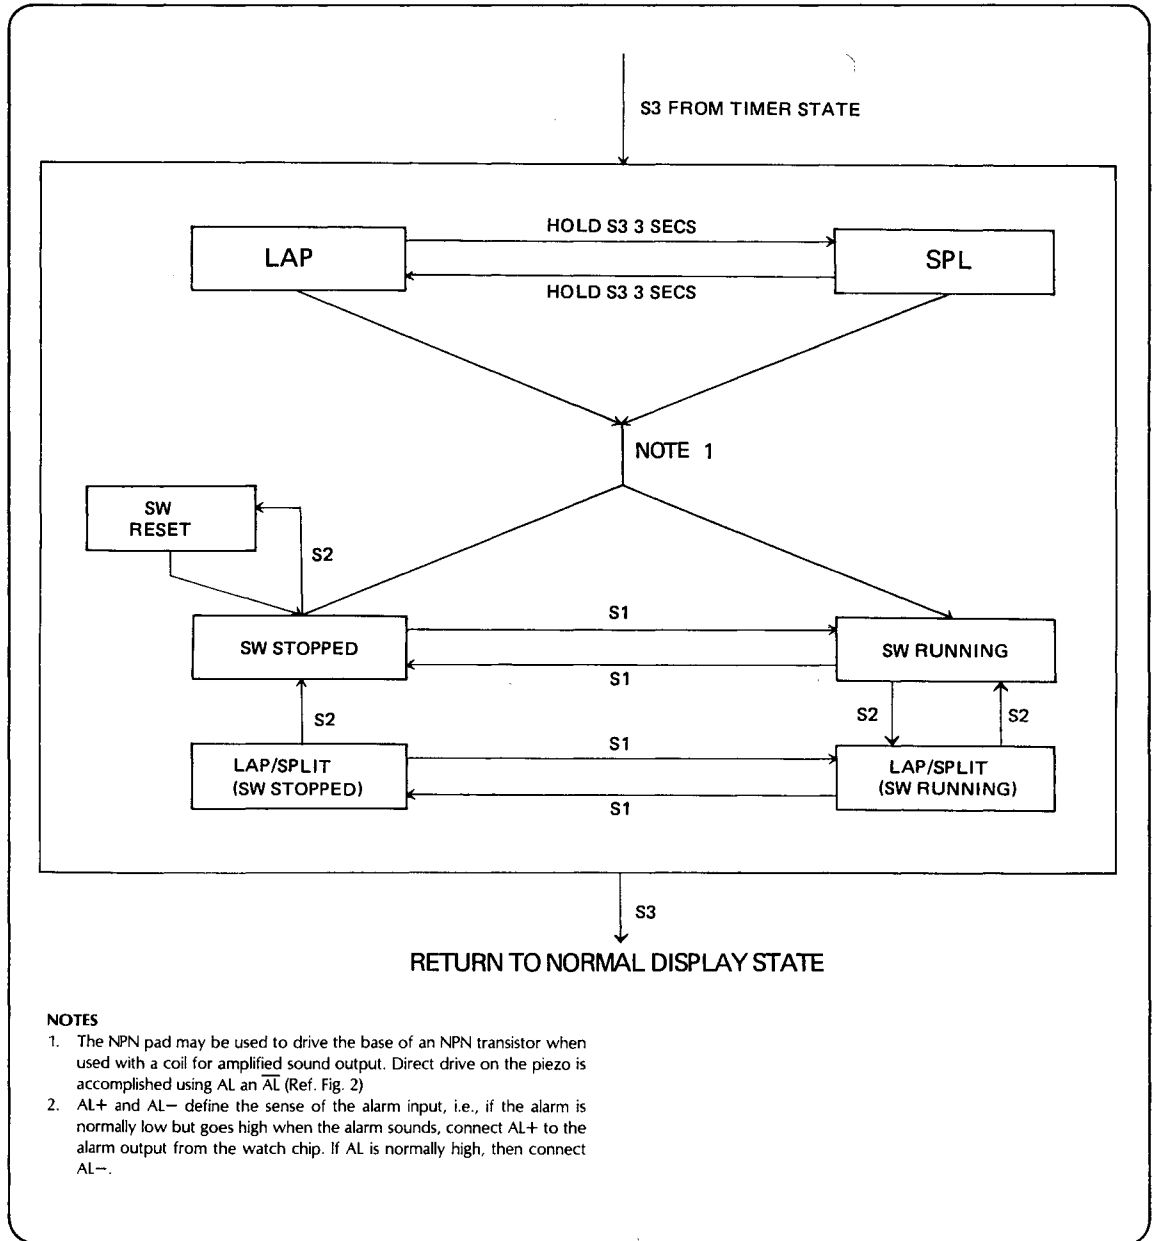 S3 FROM TIMER STATE
HOLD S3 3 SECS
LAP
SPL
HOLD S3 3 SECS
NOTE 1
SW
RESET
S2
S1
SW STOPPED
SW RUNNING
S1
S2
S2
S2
S1
LAP/SPLIT
(SW STOPPED)
LAP/SPLIT
(SW RUNNING)
S1
S3
RETURN TO NORMAL DISPLAY STATE
NOTES
1. The NPN pad may be used to drive the base of an NPN transistor when
used with a coil for amplified sound output. Direct drive on the piezo is
accomplished using AL an A̅L̅ (Ref. Fig. 2)
2. AL+ and AL− define the sense of the alarm input, i.e., if the alarm is
normally low but goes high when the alarm sounds, connect AL+ to the
alarm output from the watch chip. If AL is normally high, then connect
AL−.